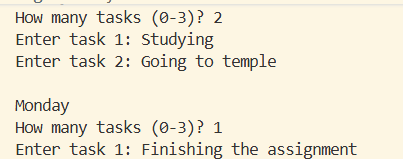 How many tasks (0-3)? 2
Enter task 1: Studying
Enter task 2: Going to temple
Monday
How many tasks (0-3)? 1
Enter task 1: Finishing the assignment